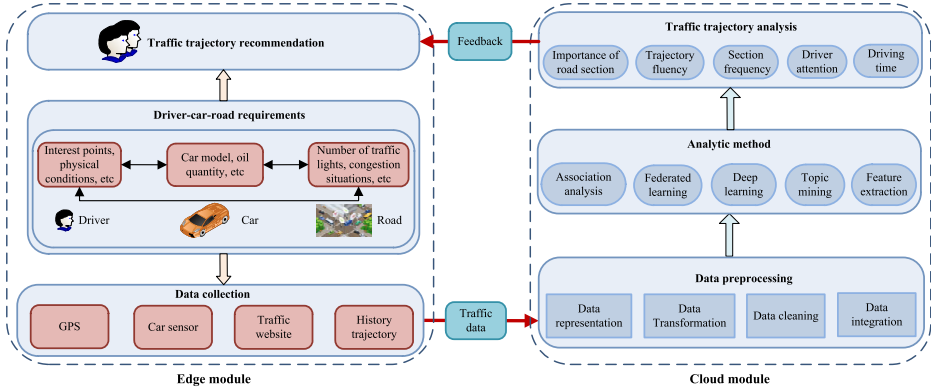 Traffic trajectory recommendation
Driver-car-road requirements
Interest points,
physical
conditions, etc
Car model, oil
quantity, etc
Number of traffic
lights, congestion
situations, etc
Driver
Car
Road
Data collection
GPS
Car sensor
Traffic
website
History
trajectory
Edge module
Feedback
Traffic
data
Traffic trajectory analysis
Importance of
road section
Trajectory
fluency
Section
frequency
Driver
attention
Driving
time
Analytic method
Association
analysis
Federated
learning
Deep
learning
Topic
mining
Feature
extraction
Data preprocessing
Data
representation
Data
Transformation
Data cleaning
Data
integration
Cloud module